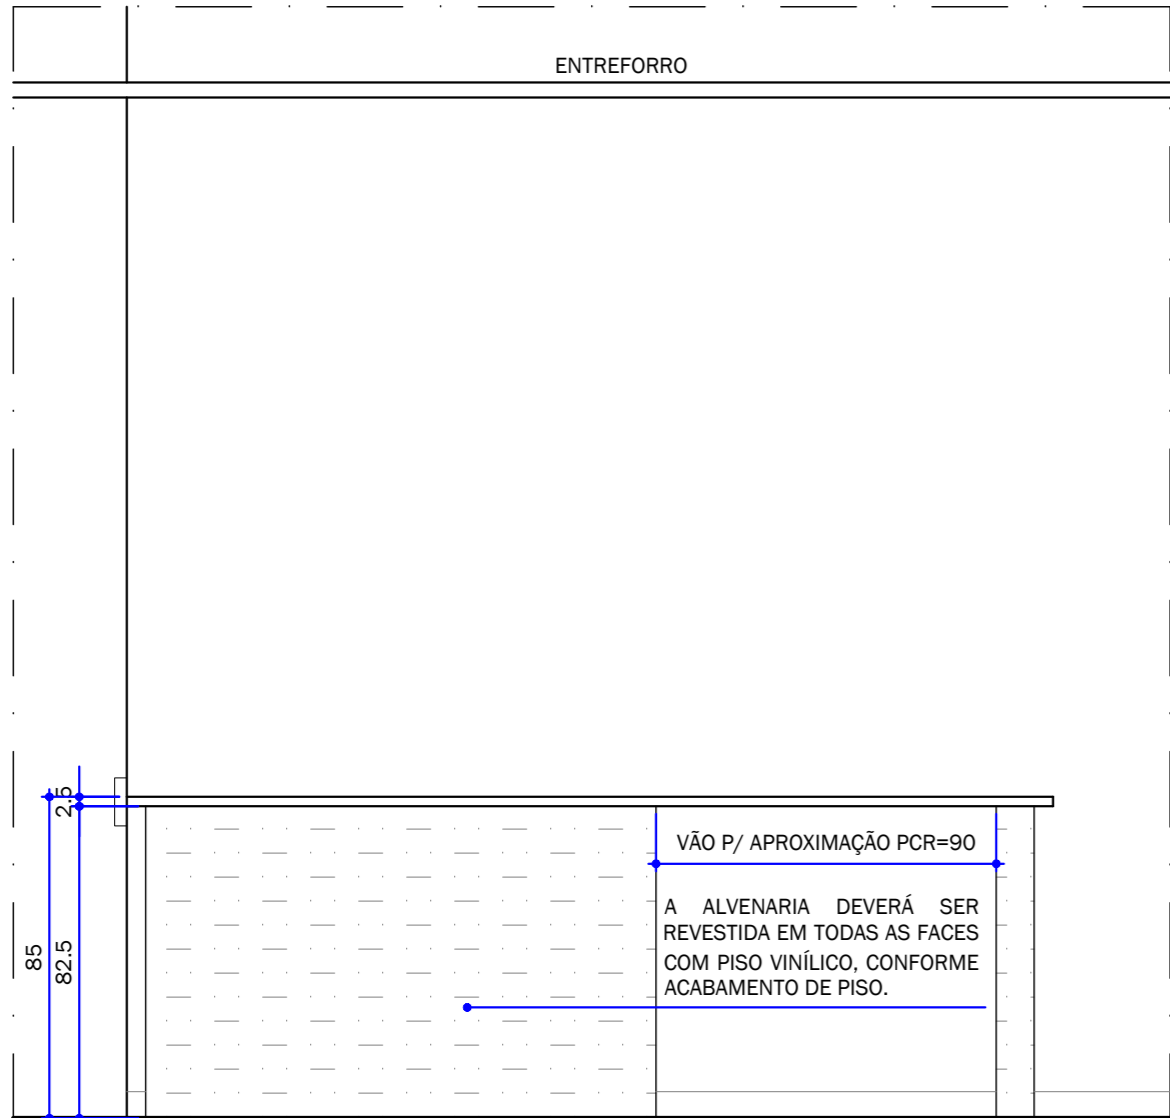 ENTREFORRO
2.5
VÃO P/ APROXIMAÇÃO PCR=90
A ALVENARIA DEVERÁ SER
REVESTIDA EM TODAS AS FACES
COM PISO VINÍLICO, CONFORME
ACABAMENTO DE PISO.
85
82.5